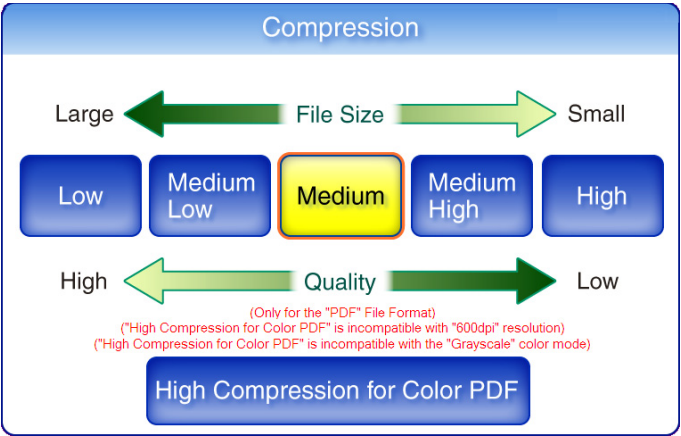 Compression
Large File Size Small
Low
Medium
Low
Medium
Medium
High
High
High Quality Low
(Only for the "PDF" File Format)
("High Compression for Color PDF" is incompatible with "600dpi" resolution)
("High Compression for Color PDF" is incompatible with the "Grayscale" color mode)
High Compression for Color PDF